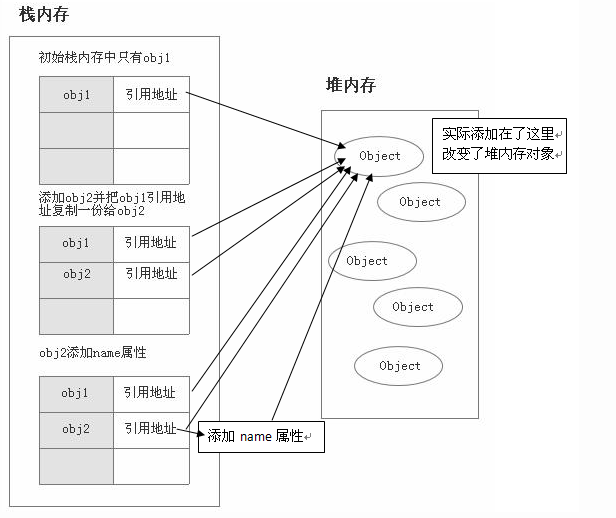 栈内存
初始栈内存中只有obj1
obj1 引用地址
添加obj2并把obj1引用地
址复制一份给obj2
obj1 引用地址
obj2 引用地址
obj2添加name属性
obj1 引用地址
obj2 引用地址
添加 name 属性↵
堆内存
Object
Object
Object
Object
Object
实际添加在了这里↵
改变了堆内存对象↵